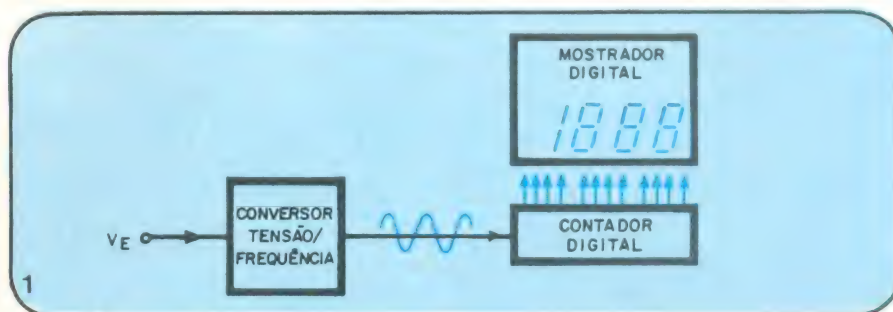 MOSTRADOR
DIGITAL
1888
CONVERSOR
TENSÃO/
FREQUÊNCIA
VE
CONTADOR
DIGITAL
1